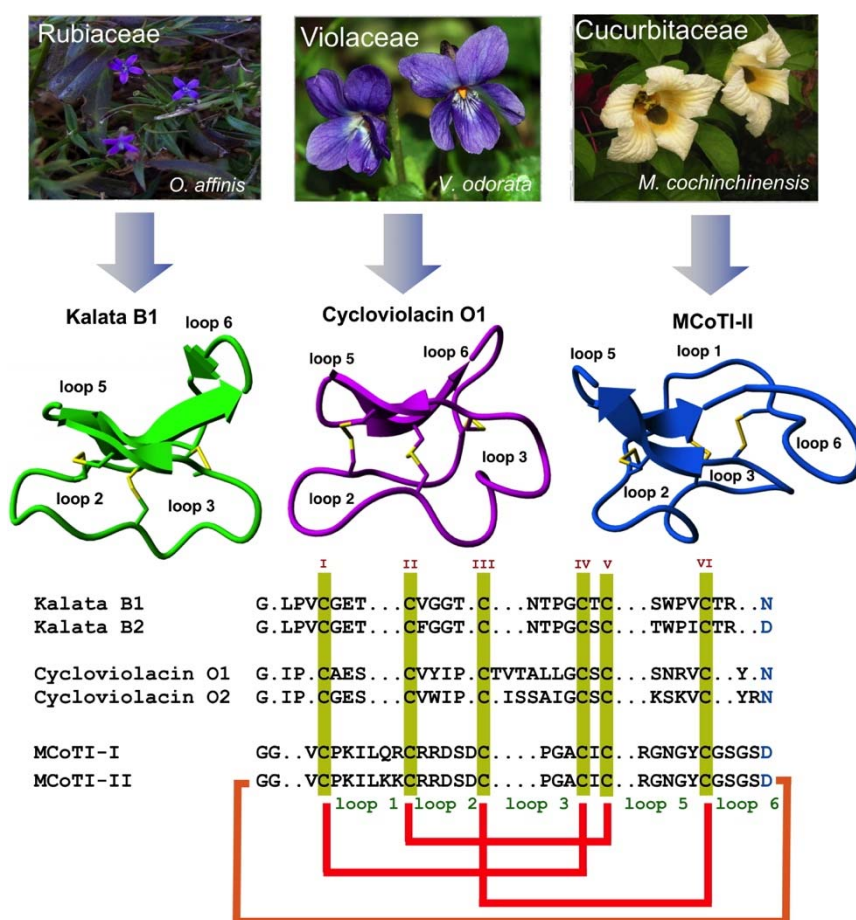 Rubiaceae
Violaceae
Cucurbitaceae
O. affinis
V. odorata
M. cochinchinensis
Kalata B1
Cycloviolacin O1
MCoTI-II
loop 6
loop 5
loop 2
loop 3
loop 5
loop 6
loop 3
loop 2
loop 5
loop 1
loop 6
loop 3
loop 2
I II III IV V VI
Kalata B1 G.LPVCGET...CVGGT.C...NTPGCTC...SWPVCTR..N
Kalata B2 G.LPVCGET...CFGGT.C...NTPGCSC...TWPICTR..D
Cycloviolacin O1 G.IP.CAES...CVYIP.CTVTALLGCSC...SNRVC..Y.N
Cycloviolacin O2 G.IP.CGES...CVWIP.C.ISSAIGCSC...KSKVC..YRN
MCoTI-I GG..VCPKILQRCRRDSDC....PGACIC...RGNGYCGSGSD
MCoTI-II GG..VCPKILKKCRRDSDC....PGACIC...RGNGYCGSGSD
loop 1 loop 2 loop 3 loop 5 loop 6